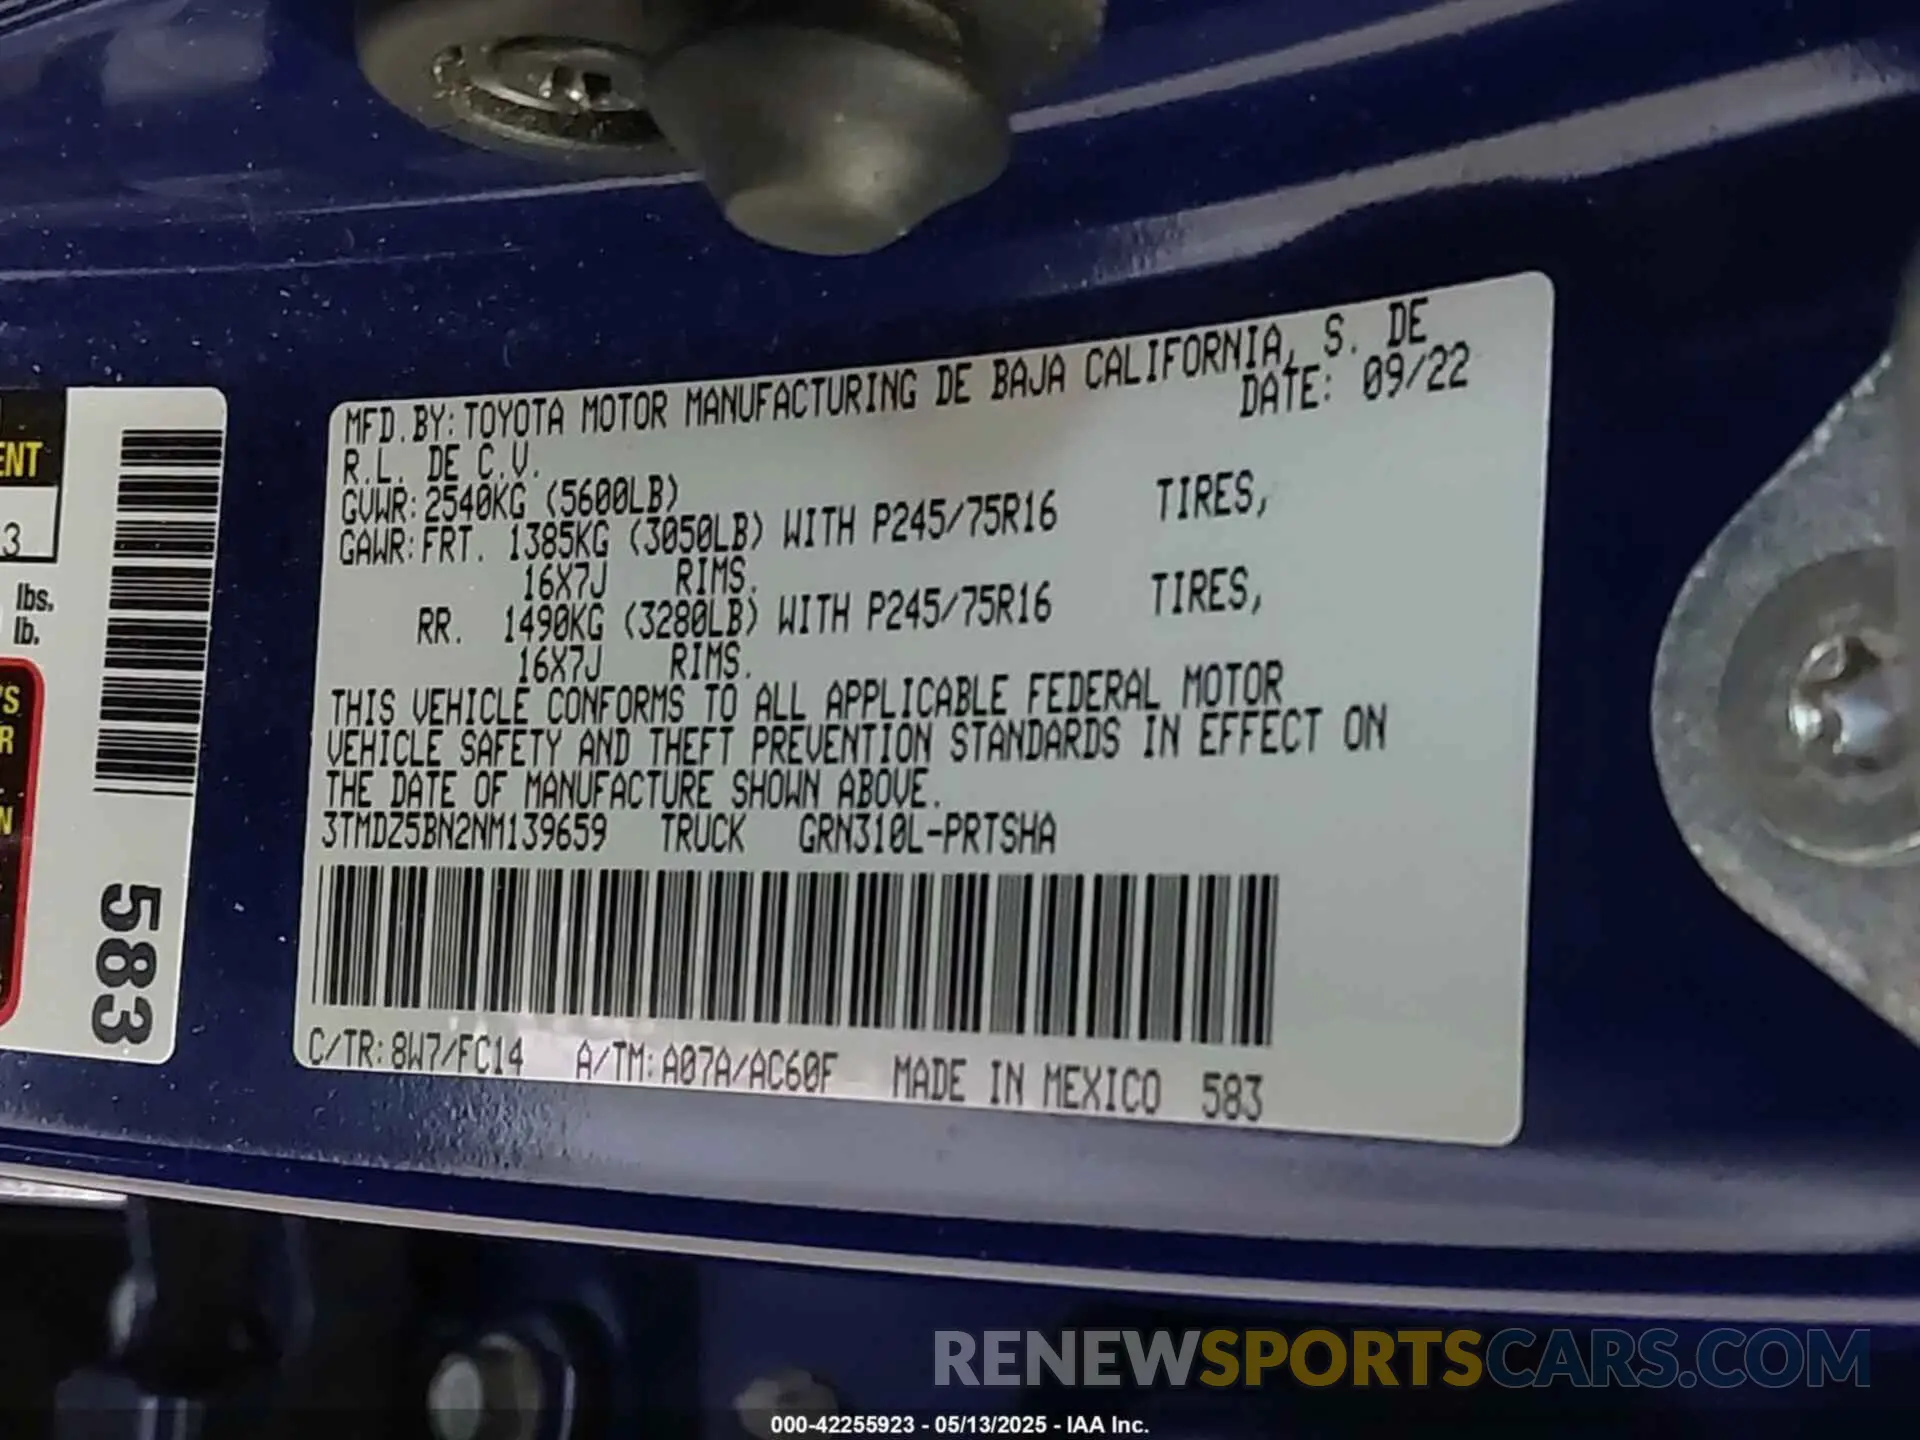 MFD.BY:TOYOTA MOTOR MANUFACTURING DE BAJA CALIFORNIA, S. DE
R.L. DE C.V. DATE: 09/22
GVWR:2540KG (5600LB)
GAWR:FRT. 1385KG (3050LB) WITH P245/75R16 TIRES,
16X7J RIMS.
RR. 1490KG (3280LB) WITH P245/75R16 TIRES,
16X7J RIMS.
THIS VEHICLE CONFORMS TO ALL APPLICABLE FEDERAL MOTOR
VEHICLE SAFETY AND THEFT PREVENTION STANDARDS IN EFFECT ON
THE DATE OF MANUFACTURE SHOWN ABOVE.
3TMDZ5BN2NM139659 TRUCK GRN310L-PRTSHA
C/TR:8W7/FC14 A/TM:A07A/AC60F MADE IN MEXICO 583
ENT
3
lbs.
lb.
'S
R
N
583
RENEWSPORTSCARS.COM
000-42255923 - 05/13/2025 - IAA Inc.